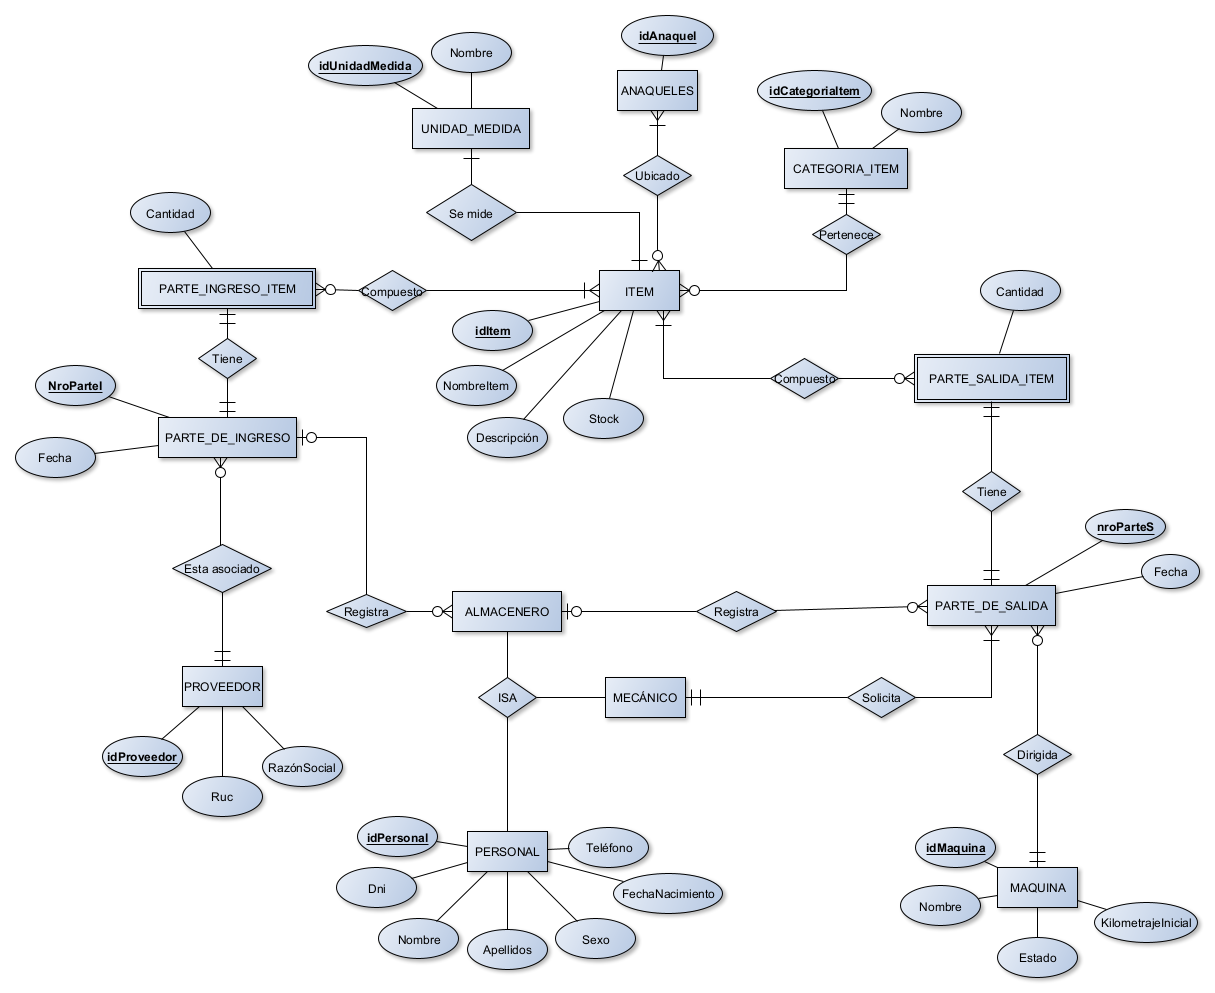 idAnaquel
Nombre
idUnidadMedida
ANAQUELES
idCategoriaItem
Nombre
UNIDAD_MEDIDA
CATEGORIA_ITEM
Ubicado
Cantidad
Se mide
Pertenece
PARTE_INGRESO_ITEM
Compuesto
ITEM
Cantidad
idItem
Tiene
NroParteI
NombreItem
Compuesto
PARTE_SALIDA_ITEM
Stock
PARTE_DE_INGRESO
Descripción
Fecha
Tiene
nroParteS
Esta asociado
Fecha
Registra
ALMACENERO
Registra
PARTE_DE_SALIDA
PROVEEDOR
ISA
MECÁNICO
Solicita
idProveedor
RazónSocial
Dirigida
Ruc
idPersonal
PERSONAL
Teléfono
idMaquina
Dni
FechaNacimiento
MAQUINA
Nombre
KilometrajeInicial
Nombre
Apellidos
Sexo
Estado